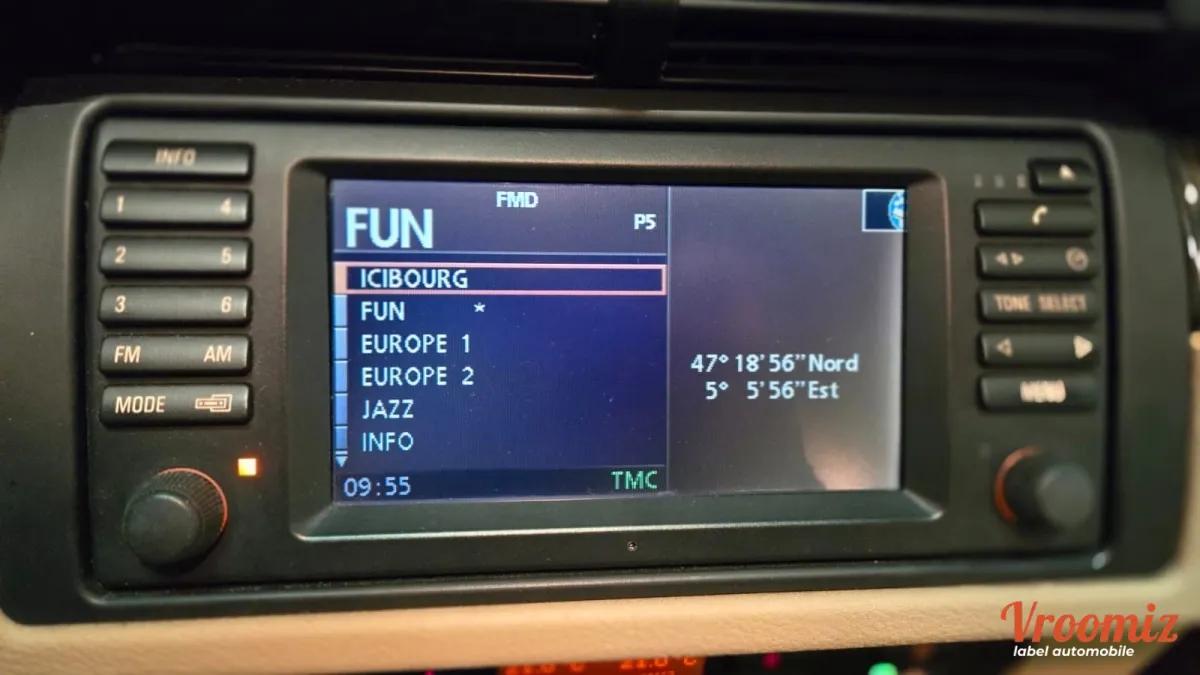 INFO
1 4
2 5
3 6
FM AM
MODE
FMD
FUN
P5
ICIBOURG
FUN *
EUROPE 1
EUROPE 2
JAZZ
INFO
09:55 TMC
47° 18'56"Nord
5° 5'56"Est
TONE SELECT
MENU
Vroomiz
label automobile